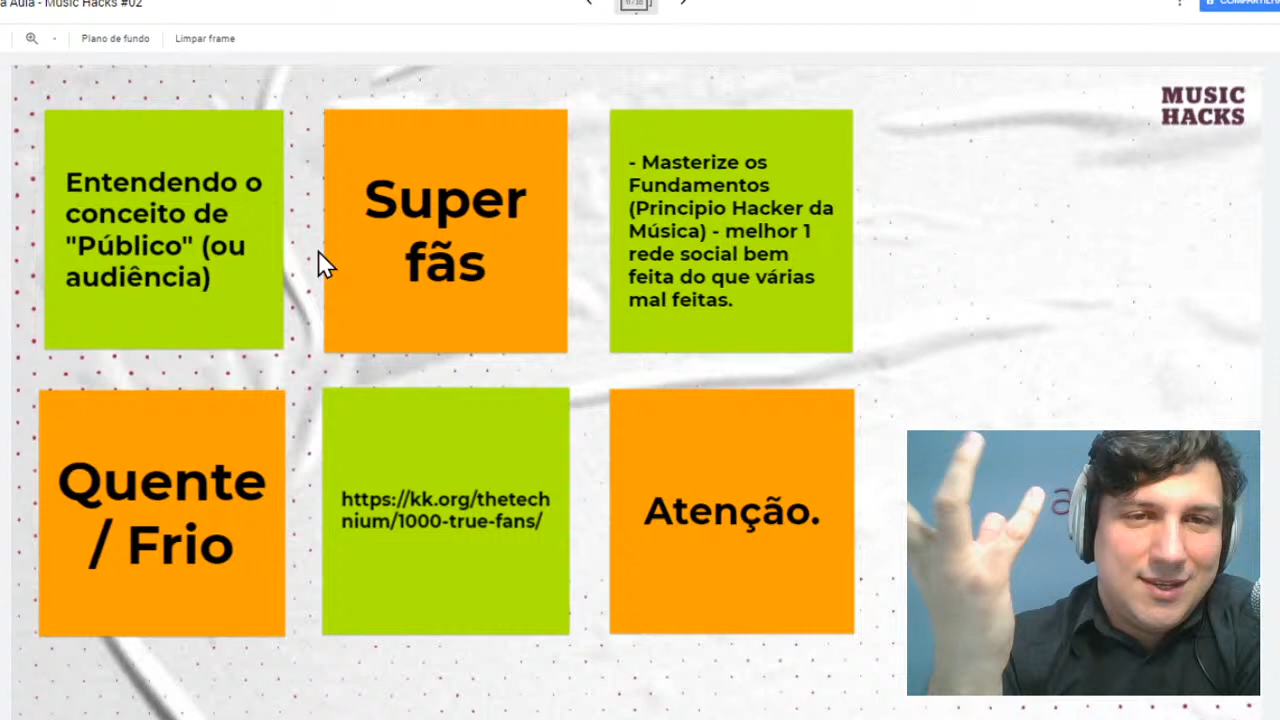 a Aula - Music Hacks #02
Plano de fundo
Limpar frame
MUSIC
HACKS
Entendendo o
conceito de
"Público" (ou
audiência)
Super
fãs
- Masterize os
Fundamentos
(Principio Hacker da
Música) - melhor 1
rede social bem
feita do que várias
mal feitas.
Quente
/ Frio
https://kk.org/thetech
nium/1000-true-fans/
Atenção.